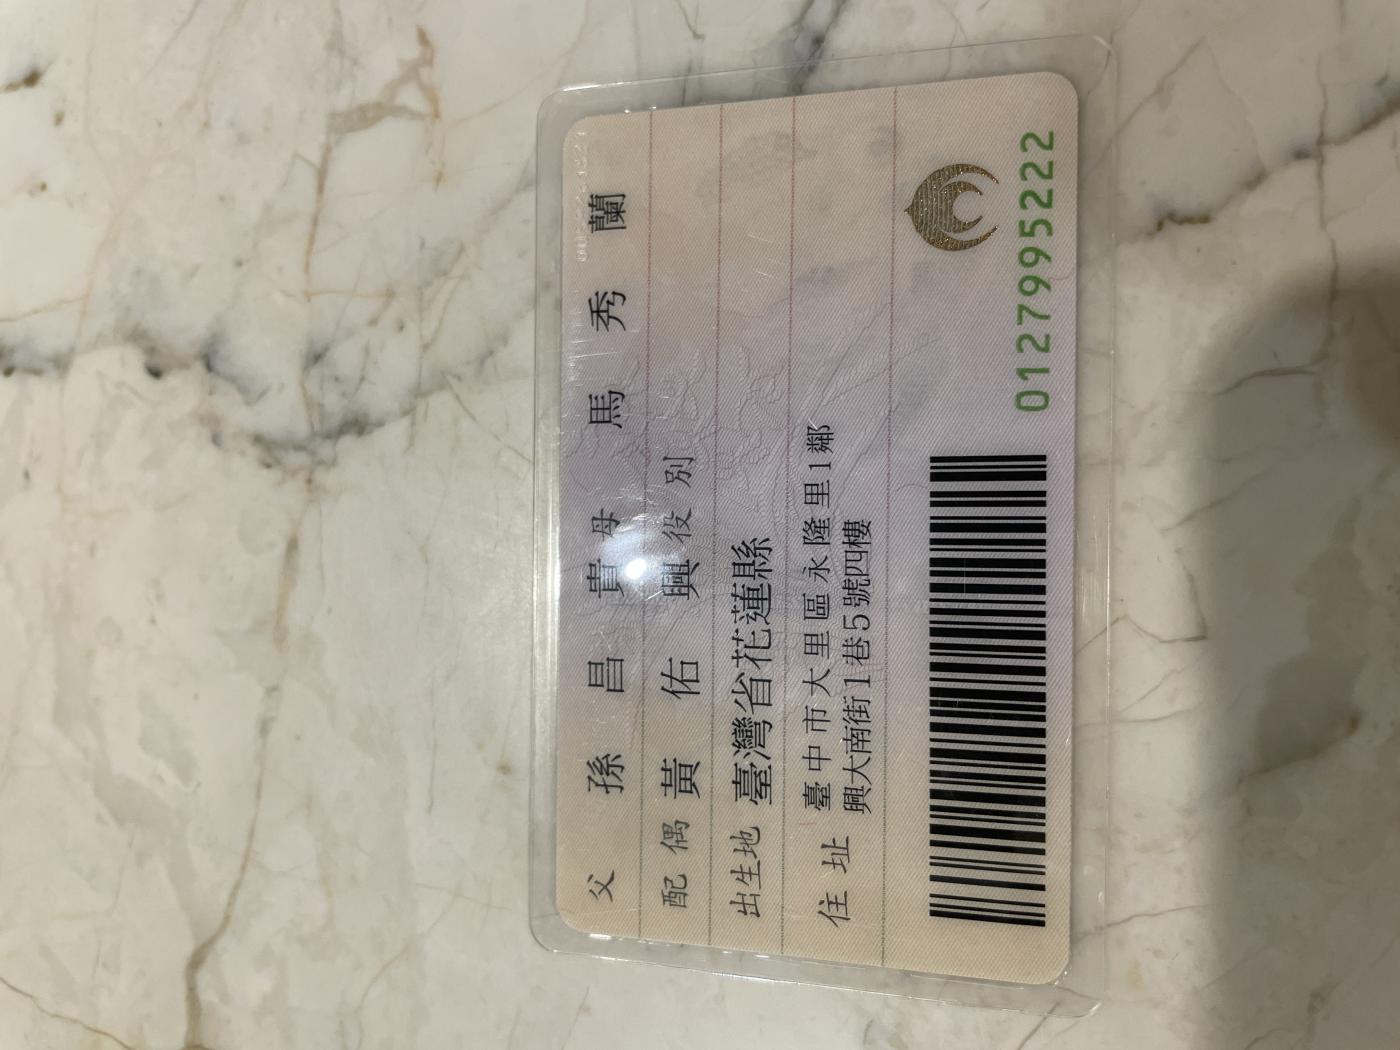 父 孫昌貴 母 馬秀蘭
配偶 黃佑興 役別
出生地 臺灣省花蓮縣
住址 臺中市大里區永隆里1鄰
興大南街1巷5號四樓
0127995222